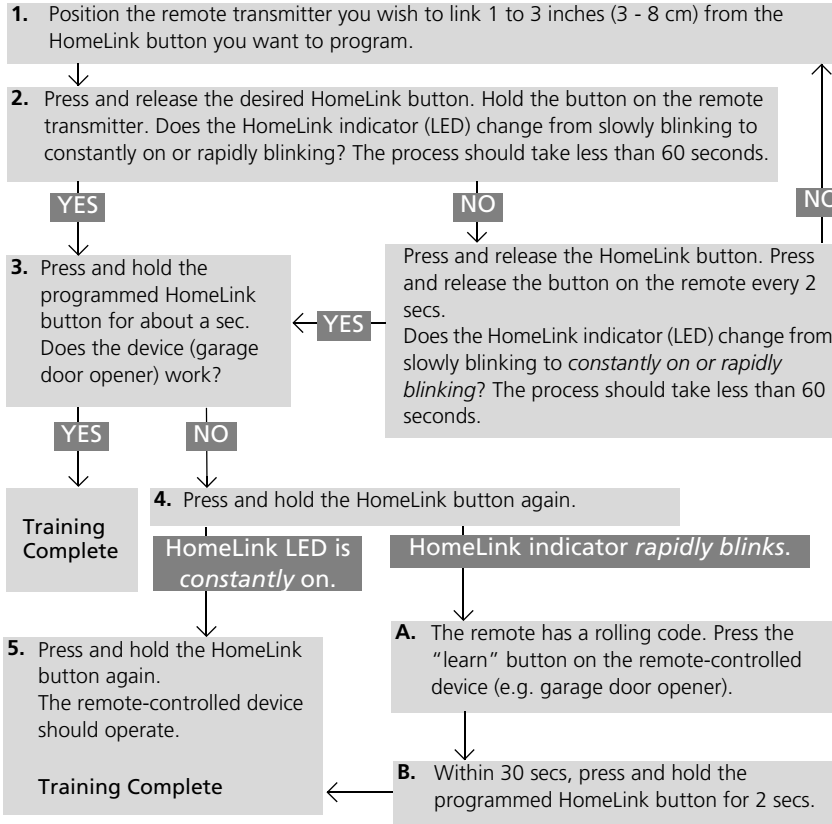 1. Position the remote transmitter you wish to link 1 to 3 inches (3 - 8 cm) from the
HomeLink button you want to program.
2. Press and release the desired HomeLink button. Hold the button on the remote
transmitter. Does the HomeLink indicator (LED) change from slowly blinking to
constantly on or rapidly blinking? The process should take less than 60 seconds.
YES
NO
NO
3. Press and hold the
programmed HomeLink
button for about a sec.
Does the device (garage
door opener) work?
YES
Press and release the HomeLink button. Press
and release the button on the remote every 2
secs.
Does the HomeLink indicator (LED) change from
slowly blinking to constantly on or rapidly
blinking? The process should take less than 60
seconds.
YES
NO
Training
Complete
4. Press and hold the HomeLink button again.
HomeLink LED is
constantly on.
HomeLink indicator rapidly blinks.
5. Press and hold the HomeLink
button again.
The remote-controlled device
should operate.
Training Complete
A. The remote has a rolling code. Press the
“learn” button on the remote-controlled
device (e.g. garage door opener).
B. Within 30 secs, press and hold the
programmed HomeLink button for 2 secs.